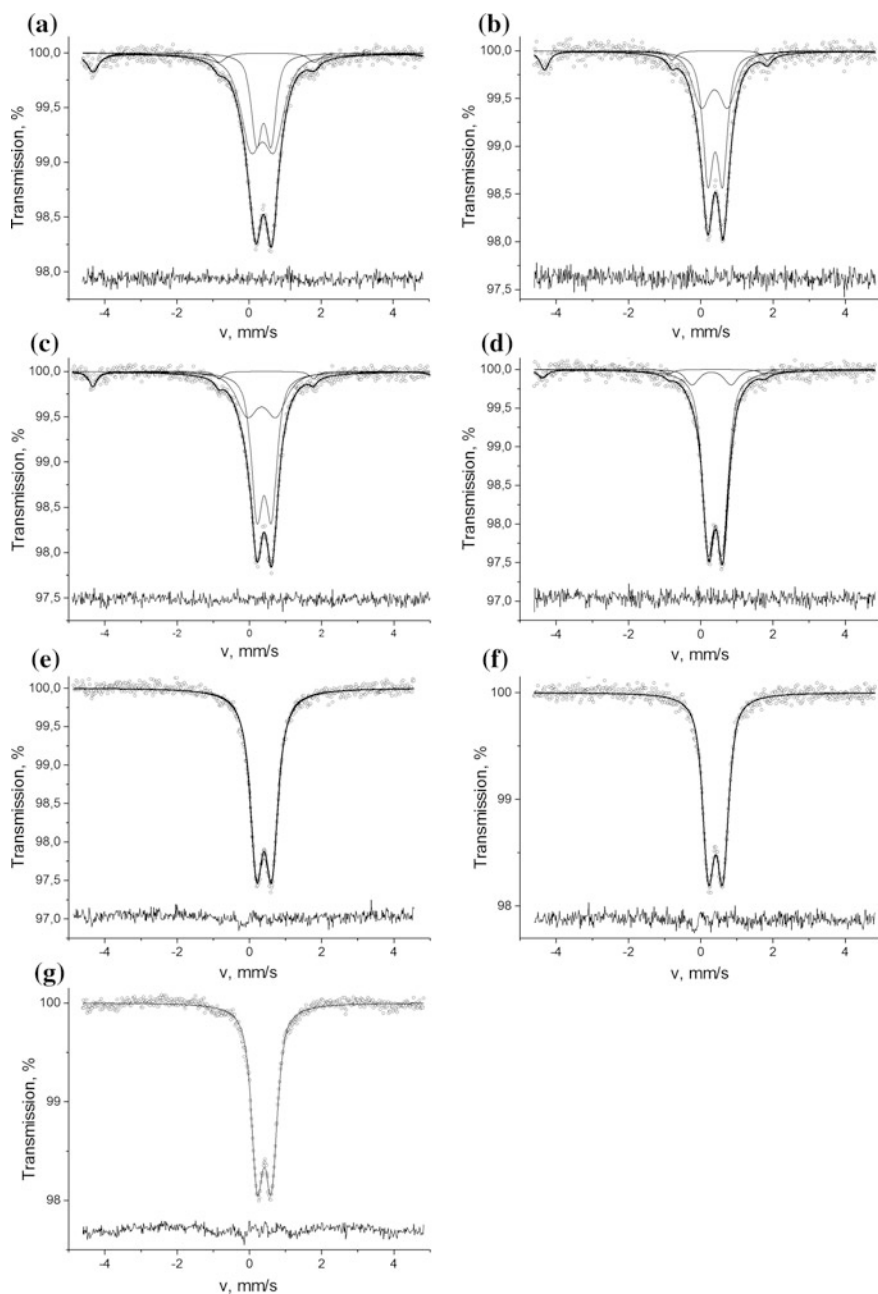 (a)
100,0
99,5
99,0
98,5
98,0
Transmission, %
-4 -2 0 2 4
v, mm/s
(b)
100,0
99,5
99,0
98,5
98,0
97,5
Transmission, %
-4 -2 0 2 4
v, mm/s
(c)
100,0
99,5
99,0
98,5
98,0
97,5
Transmission, %
-4 -2 0 2 4
v, mm/s
(d)
100,0
99,5
99,0
98,5
98,0
97,5
97,0
Transmission, %
-4 -2 0 2 4
v, mm/s
(e)
100,0
99,5
99,0
98,5
98,0
97,5
97,0
Transmission, %
-4 -2 0 2 4
v, mm/s
(f)
100
99
98
Transmission, %
-4 -2 0 2 4
v, mm/s
(g)
100
99
98
Transmission, %
-4 -2 0 2 4
v, mm/s